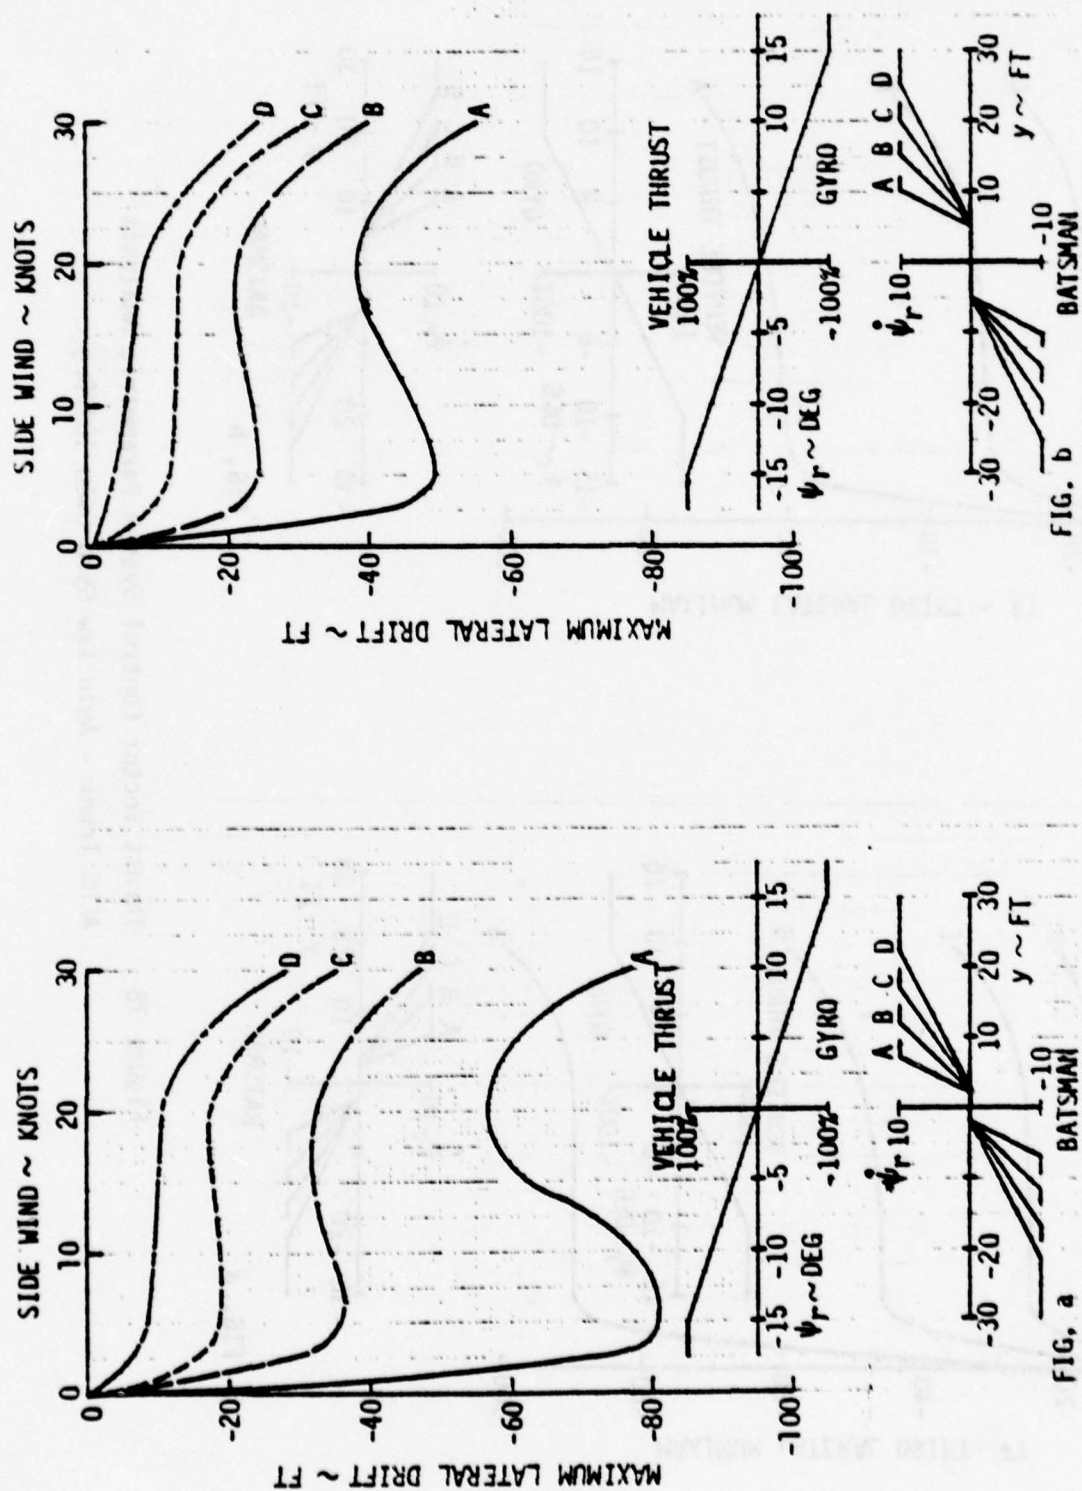 SIDE WIND ~ KNOTS
0 10 20 30
0
-20
-40
-60
-80
-100
MAXIMUM LATERAL DRIFT ~ FT
D
C
B
A
VEHICLE THRUST
100%
-15 -10 -5 10 15
ψr ~ DEG
-100%
GYRO
ψ̇r 10
A B C D
-30 -20 10 20 30
y ~ FT
-10
BATSMAN
FIG. a
SIDE WIND ~ KNOTS
0 10 20 30
0
-20
-40
-60
-80
-100
MAXIMUM LATERAL DRIFT ~ FT
D
C
B
A
VEHICLE THRUST
100%
-15 -10 -5 10 15
ψr ~ DEG
-100%
GYRO
ψ̇r 10
A B C D
-30 -20 10 20 30
y ~ FT
-10
BATSMAN
FIG. b